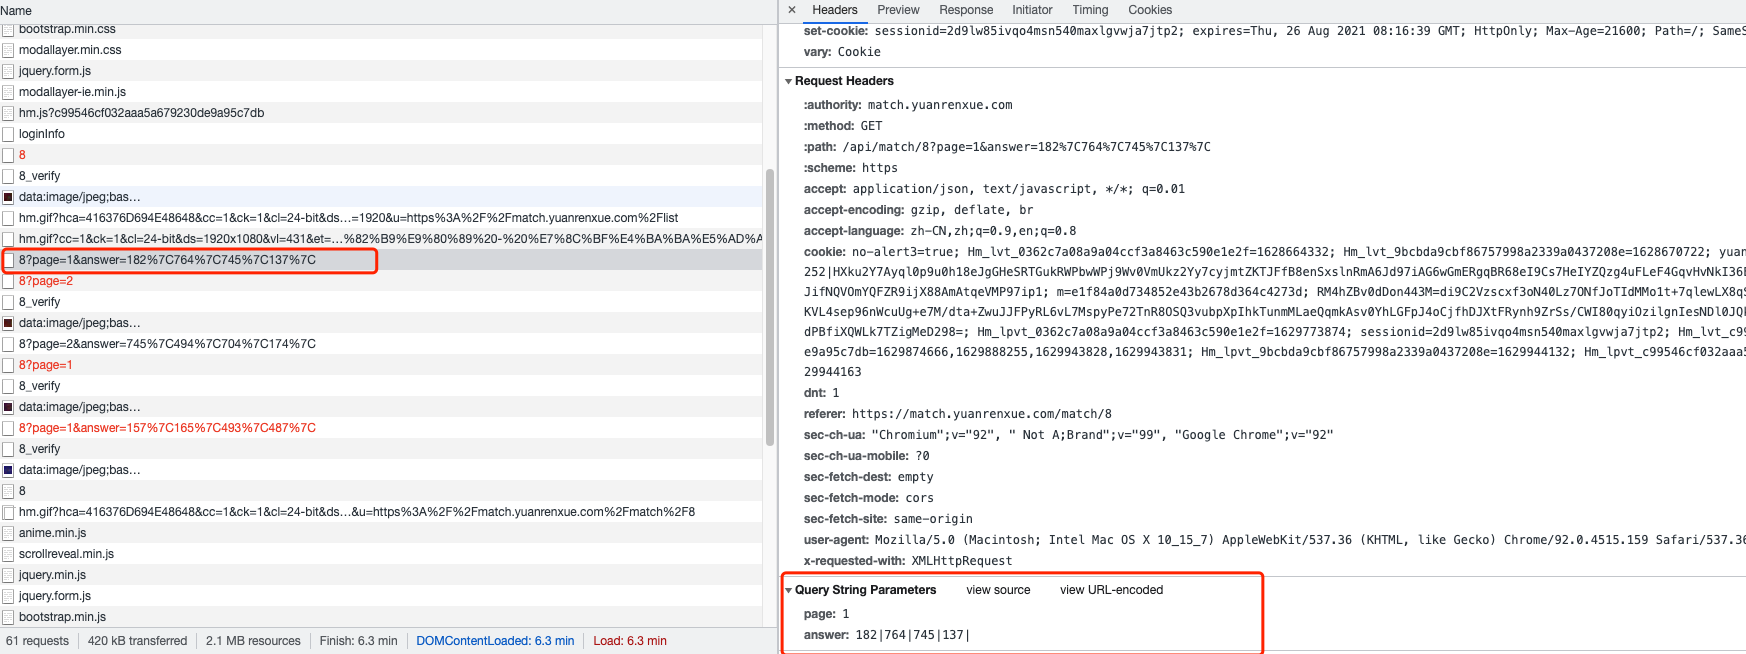 Name
bootstrap.min.css
modallayer.min.css
jquery.form.js
modallayer-ie.min.js
hm.js?c99546cf032aaa5a679230de9a95c7db
loginInfo
8
8_verify
data:image/jpeg;bas…
hm.gif?hca=416376D694E48648&cc=1&ck=1&cl=24-bit&ds…=1920&u=https%3A%2F%2Fmatch.yuanrenxue.com%2Flist
hm.gif?cc=1&ck=1&cl=24-bit&ds=1920x1080&vl=431&et=…%82%B9%E9%80%89%20-%20%E7%8C%BF%E4%BA%BA%E5%AD%A
8?page=1&answer=182%7C764%7C745%7C137%7C
8?page=2
8_verify
data:image/jpeg;bas…
8?page=2&answer=745%7C494%7C704%7C174%7C
8?page=1
8_verify
data:image/jpeg;bas…
8?page=1&answer=157%7C165%7C493%7C487%7C
8_verify
data:image/jpeg;bas…
8
hm.gif?hca=416376D694E48648&cc=1&ck=1&cl=24-bit&ds…&u=https%3A%2F%2Fmatch.yuanrenxue.com%2Fmatch%2F8
anime.min.js
scrollreveal.min.js
jquery.min.js
jquery.form.js
bootstrap.min.js
61 requests 420 kB transferred 2.1 MB resources Finish: 6.3 min DOMContentLoaded: 6.3 min Load: 6.3 min
× Headers Preview Response Initiator Timing Cookies
set-cookie: sessionid=2d9lw85ivqo4msn540maxlgvwja7jtp2; expires=Thu, 26 Aug 2021 08:16:39 GMT; HttpOnly; Max-Age=21600; Path=/; SameS
vary: Cookie
Request Headers
:authority: match.yuanrenxue.com
:method: GET
:path: /api/match/8?page=1&answer=182%7C764%7C745%7C137%7C
:scheme: https
accept: application/json, text/javascript, */*; q=0.01
accept-encoding: gzip, deflate, br
accept-language: zh-CN,zh;q=0.9,en;q=0.8
cookie: no-alert3=true; Hm_lvt_0362c7a08a9a04ccf3a8463c590e1e2f=1628664332; Hm_lvt_9bcbda9cbf86757998a2339a0437208e=1628670722; yuan
252|HXku2Y7Ayql0p9u0h18eJgGHeSRTGukRWPbwWPj9Wv0VmUkz2Yy7cyjmtZKTJFfB8enSxslnRmA6Jd97iAG6wGmERgqBR68eI9Cs7HeIYZQzg4uFLeF4GqvHvNkI36E
JifNQVOmYQFZR9ijX88AmAtqeVMP97ip1; m=e1f84a0d734852e43b2678d364c4273d; RM4hZBv0dDon443M=di9C2Vzscxf3oN40Lz7ONfJoTIdMMo1t+7qlewLX8qS
KVL4sep96nWcuUg+e7M/dta+ZwuJJFPyRL6vL7MspyPe72TnR8OSQ3vubpXpIhkTunmMLaeQqmkAsv0YhLGFpJ4oCjfhDJXtFRynh9ZrSs/CWI80qyiOzilgnIesNDl0JQk
dPBfiXQWLk7TZigMeD298=; Hm_lpvt_0362c7a08a9a04ccf3a8463c590e1e2f=1629773874; sessionid=2d9lw85ivqo4msn540maxlgvwja7jtp2; Hm_lvt_c99
e9a95c7db=1629874666,1629888255,1629943828,1629943831; Hm_lpvt_9bcbda9cbf86757998a2339a0437208e=1629944132; Hm_lpvt_c99546cf032aaa5
29944163
dnt: 1
referer: https://match.yuanrenxue.com/match/8
sec-ch-ua: "Chromium";v="92", " Not A;Brand";v="99", "Google Chrome";v="92"
sec-ch-ua-mobile: ?0
sec-fetch-dest: empty
sec-fetch-mode: cors
sec-fetch-site: same-origin
user-agent: Mozilla/5.0 (Macintosh; Intel Mac OS X 10_15_7) AppleWebKit/537.36 (KHTML, like Gecko) Chrome/92.0.4515.159 Safari/537.36
x-requested-with: XMLHttpRequest
Query String Parameters view source view URL-encoded
page: 1
answer: 182|764|745|137|